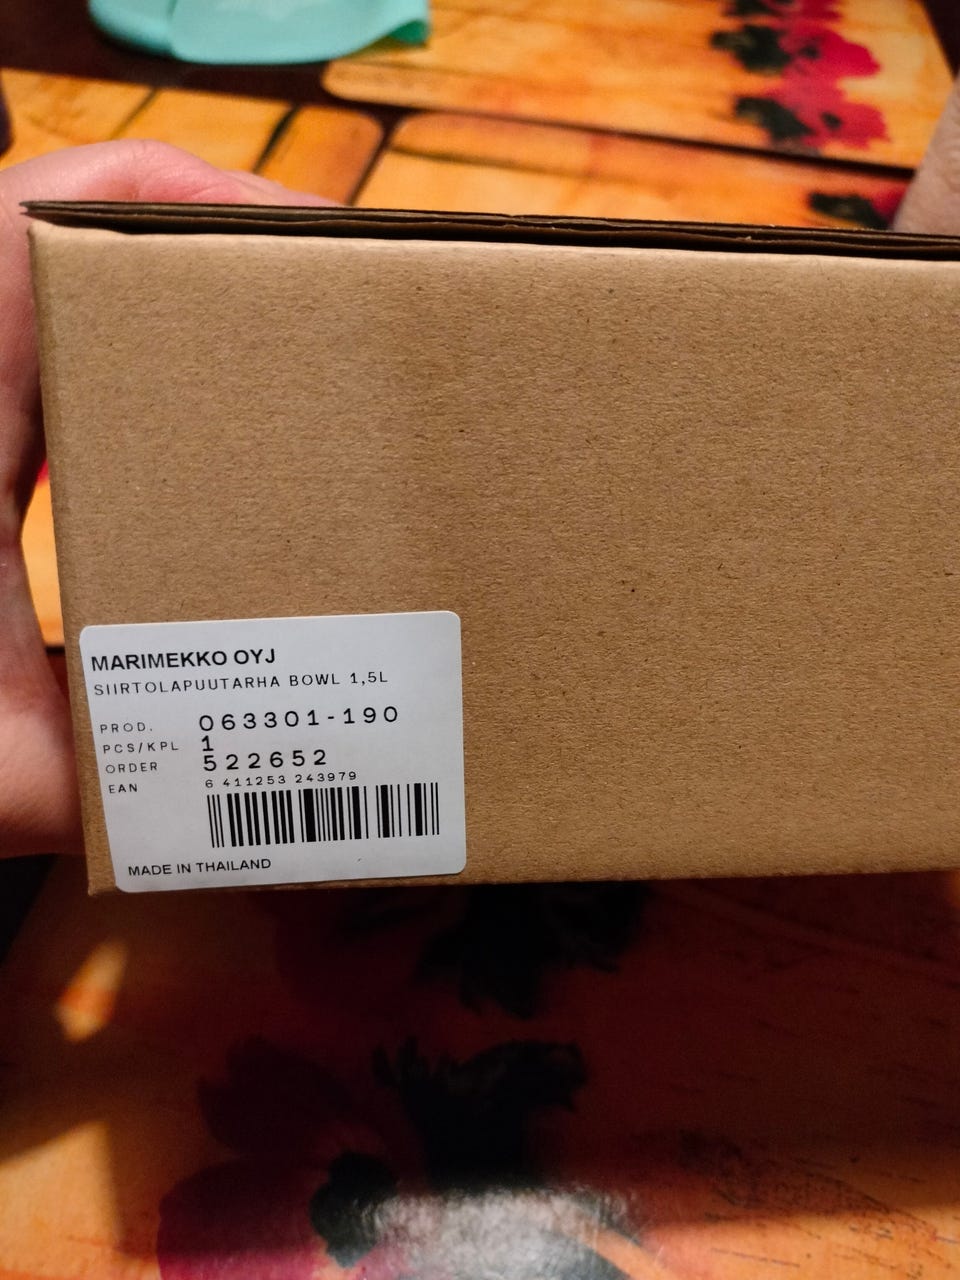 MARIMEKKO OYJ
SIIRTOLAPUUTARHA BOWL 1,5L
PROD. 063301-190
PCS/KPL 1
ORDER 522652
EAN 6 411253 243979
MADE IN THAILAND